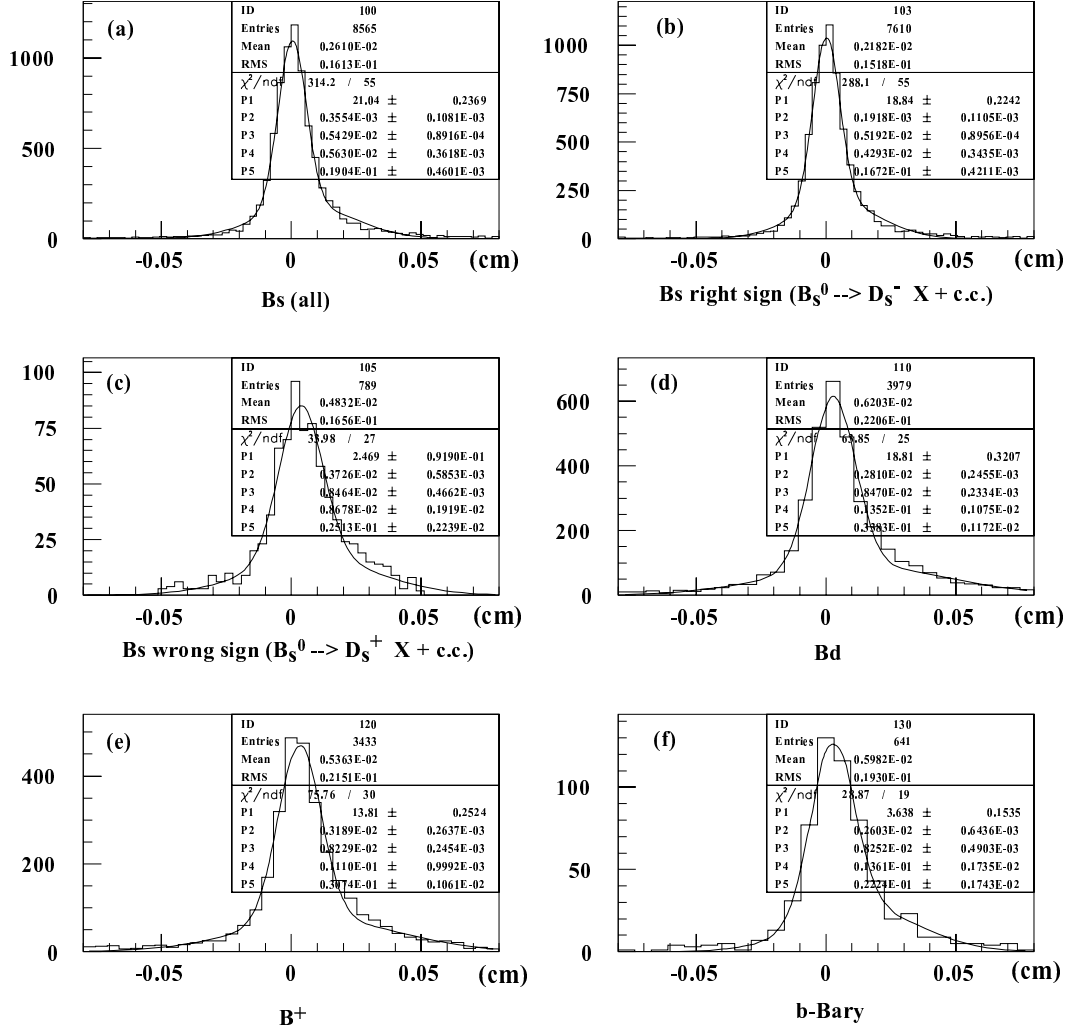 (a)
ID 100
Entries 8565
Mean 0.2610E-02
RMS 0.1613E-01
χ²/ndf 314.2 / 55
P1 21.04 ± 0.2369
P2 0.3554E-03 ± 0.1081E-03
P3 0.5429E-02 ± 0.8916E-04
P4 0.5630E-02 ± 0.3618E-03
P5 0.1904E-01 ± 0.4601E-03
1000
500
0
-0.05 0 0.05 (cm)
Bs (all)
(b)
ID 103
Entries 7610
Mean 0.2182E-02
RMS 0.1518E-01
χ²/ndf 288.1 / 55
P1 18.84 ± 0.2242
P2 0.1918E-03 ± 0.1105E-03
P3 0.5192E-02 ± 0.8956E-04
P4 0.4293E-02 ± 0.3435E-03
P5 0.1672E-01 ± 0.4211E-03
1000
750
500
250
0
-0.05 0 0.05 (cm)
Bs right sign (Bs⁰ --> Ds⁻ X + c.c.)
(c)
ID 105
Entries 789
Mean 0.4832E-02
RMS 0.1656E-01
χ²/ndf 33.98 / 27
P1 2.469 ± 0.9190E-01
P2 0.3726E-02 ± 0.5853E-03
P3 0.8464E-02 ± 0.4662E-03
P4 0.8678E-02 ± 0.1919E-02
P5 0.2513E-01 ± 0.2239E-02
100
75
50
25
0
-0.05 0 0.05 (cm)
Bs wrong sign (Bs⁰ --> Ds⁺ X + c.c.)
(d)
ID 110
Entries 3979
Mean 0.6203E-02
RMS 0.2206E-01
χ²/ndf 63.85 / 25
P1 18.81 ± 0.3207
P2 0.2810E-02 ± 0.2455E-03
P3 0.8470E-02 ± 0.2334E-03
P4 0.1352E-01 ± 0.1075E-02
P5 0.3383E-01 ± 0.1172E-02
600
400
200
0
-0.05 0 0.05 (cm)
Bd
(e)
ID 120
Entries 3433
Mean 0.5363E-02
RMS 0.2151E-01
χ²/ndf 75.76 / 30
P1 13.81 ± 0.2524
P2 0.3189E-02 ± 0.2637E-03
P3 0.8229E-02 ± 0.2454E-03
P4 0.1110E-01 ± 0.9992E-03
P5 0.3074E-01 ± 0.1061E-02
400
200
0
-0.05 0 0.05 (cm)
B⁺
(f)
ID 130
Entries 641
Mean 0.5982E-02
RMS 0.1930E-01
χ²/ndf 28.87 / 19
P1 3.638 ± 0.1535
P2 0.2603E-02 ± 0.6436E-03
P3 0.8252E-02 ± 0.4903E-03
P4 0.1361E-01 ± 0.1735E-02
P5 0.2224E-01 ± 0.1743E-02
100
50
0
-0.05 0 0.05 (cm)
b-Bary